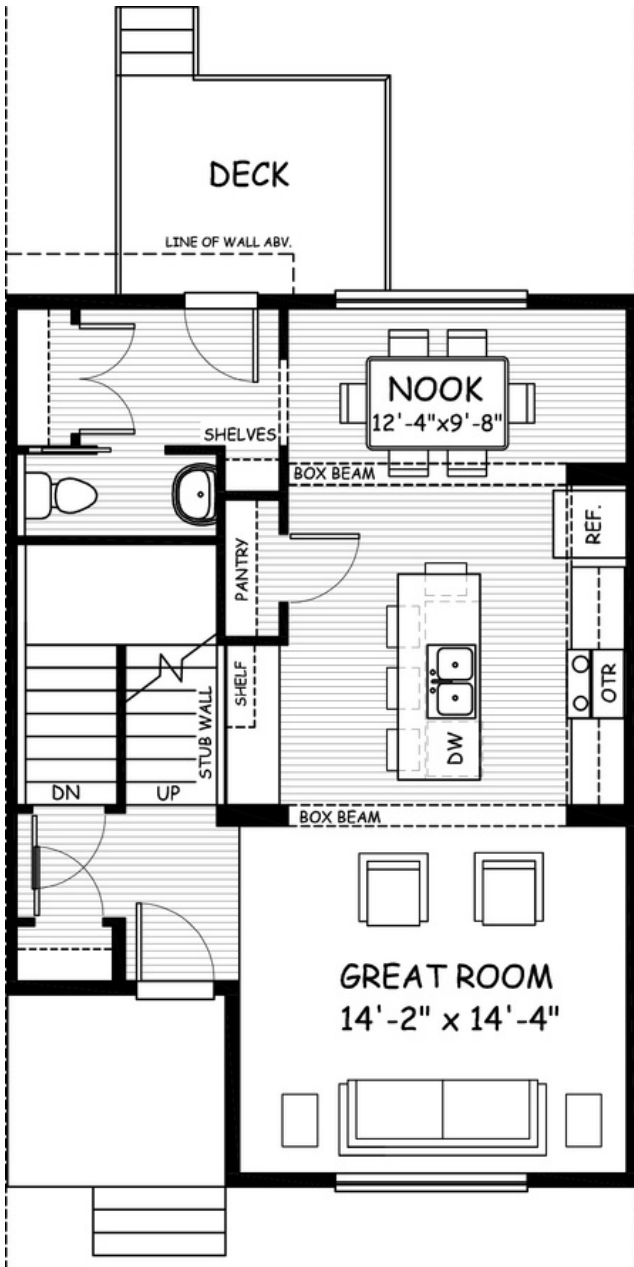 DECK
LINE OF WALL ABV.
NOOK
12'-4"x9'-8"
SHELVES
BOX BEAM
REF.
PANTRY
SHELF
STUB WALL
OTR
DW
DN
UP
BOX BEAM
GREAT ROOM
14'-2" x 14'-4"